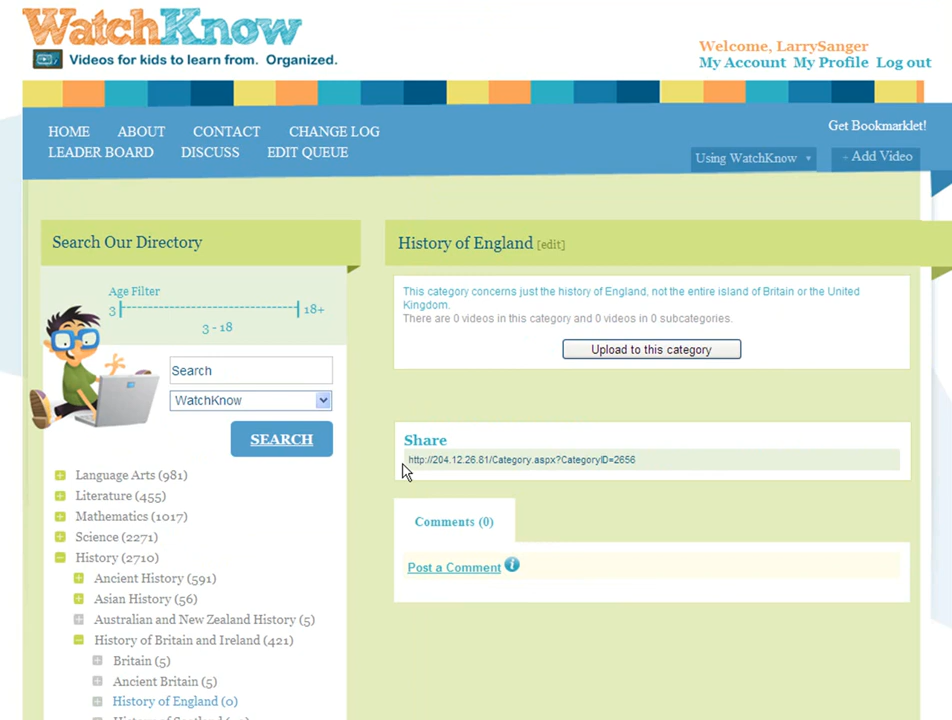 WatchKnow
Videos for kids to learn from. Organized.
Welcome, LarrySanger
My Account My Profile Log out
HOME ABOUT CONTACT CHANGE LOG
LEADER BOARD DISCUSS EDIT QUEUE
Get Bookmarklet!
Using WatchKnow
+ Add Video
Search Our Directory
Age Filter
3 18+
3 - 18
Search
WatchKnow
SEARCH
Language Arts (981)
Literature (455)
Mathematics (1017)
Science (2271)
History (2710)
Ancient History (591)
Asian History (56)
Australian and New Zealand History (5)
History of Britain and Ireland (421)
Britain (5)
Ancient Britain (5)
History of England (0)
History of England [edit]
This category concerns just the history of England, not the entire island of Britain or the United
Kingdom.
There are 0 videos in this category and 0 videos in 0 subcategories.
Upload to this category
Share
http://204.12.26.81/Category.aspx?CategoryID=2656
Comments (0)
Post a Comment i